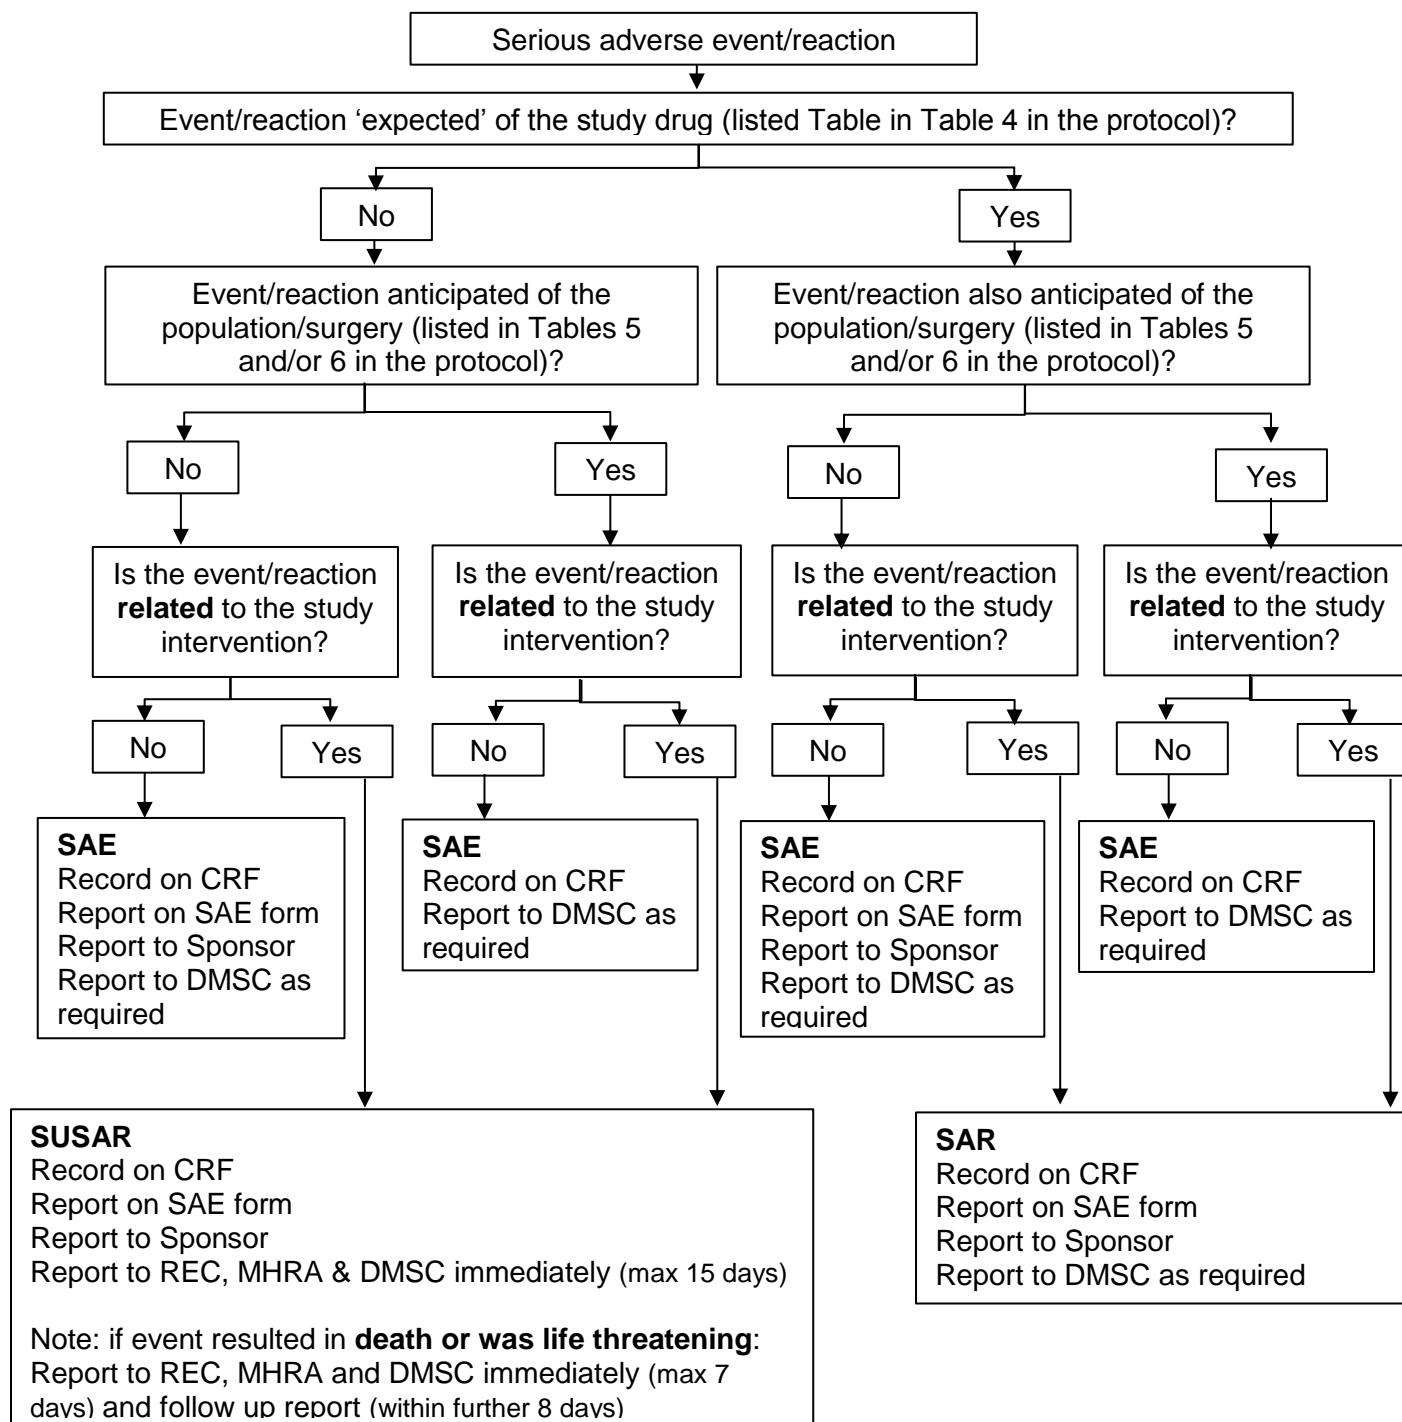 Serious adverse event/reaction
Event/reaction ‘expected’ of the study drug (listed Table in Table 4 in the protocol)?
No
Yes
Event/reaction anticipated of the
population/surgery (listed in Tables 5
and/or 6 in the protocol)?
Event/reaction also anticipated of the
population/surgery (listed in Tables 5
and/or 6 in the protocol)?
No
Yes
No
Yes
Is the event/reaction
related to the study
intervention?
Is the event/reaction
related to the study
intervention?
Is the event/reaction
related to the study
intervention?
Is the event/reaction
related to the study
intervention?
No
Yes
No
Yes
No
Yes
No
Yes
SAE
Record on CRF
Report on SAE form
Report to Sponsor
Report to DMSC as
required
SAE
Record on CRF
Report to DMSC as
required
SAE
Record on CRF
Report on SAE form
Report to Sponsor
Report to DMSC as
required
SAE
Record on CRF
Report to DMSC as
required
SUSAR
Record on CRF
Report on SAE form
Report to Sponsor
Report to REC, MHRA & DMSC immediately (max 15 days)
Note: if event resulted in death or was life threatening:
Report to REC, MHRA and DMSC immediately (max 7
days) and follow up report (within further 8 days)
SAR
Record on CRF
Report on SAE form
Report to Sponsor
Report to DMSC as required